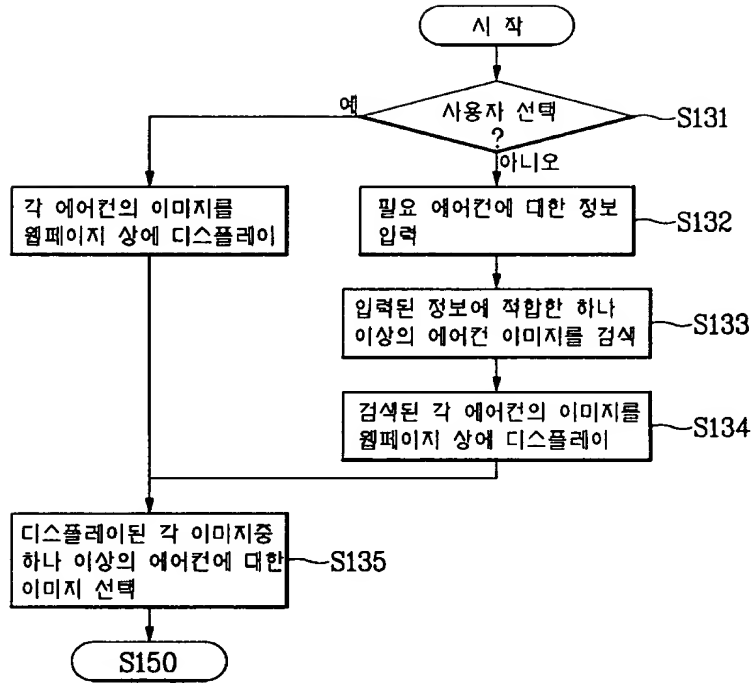 시 작
사용자 선택
?
S131
예
아니오
각 에어컨의 이미지를
웹페이지 상에 디스플레이
필요 에어컨에 대한 정보
입력
S132
입력된 정보에 적합한 하나
이상의 에어컨 이미지를 검색
S133
검색된 각 에어컨의 이미지를
웹페이지 상에 디스플레이
S134
디스플레이된 각 이미지중
하나 이상의 에어컨에 대한
이미지 선택
S135
S150